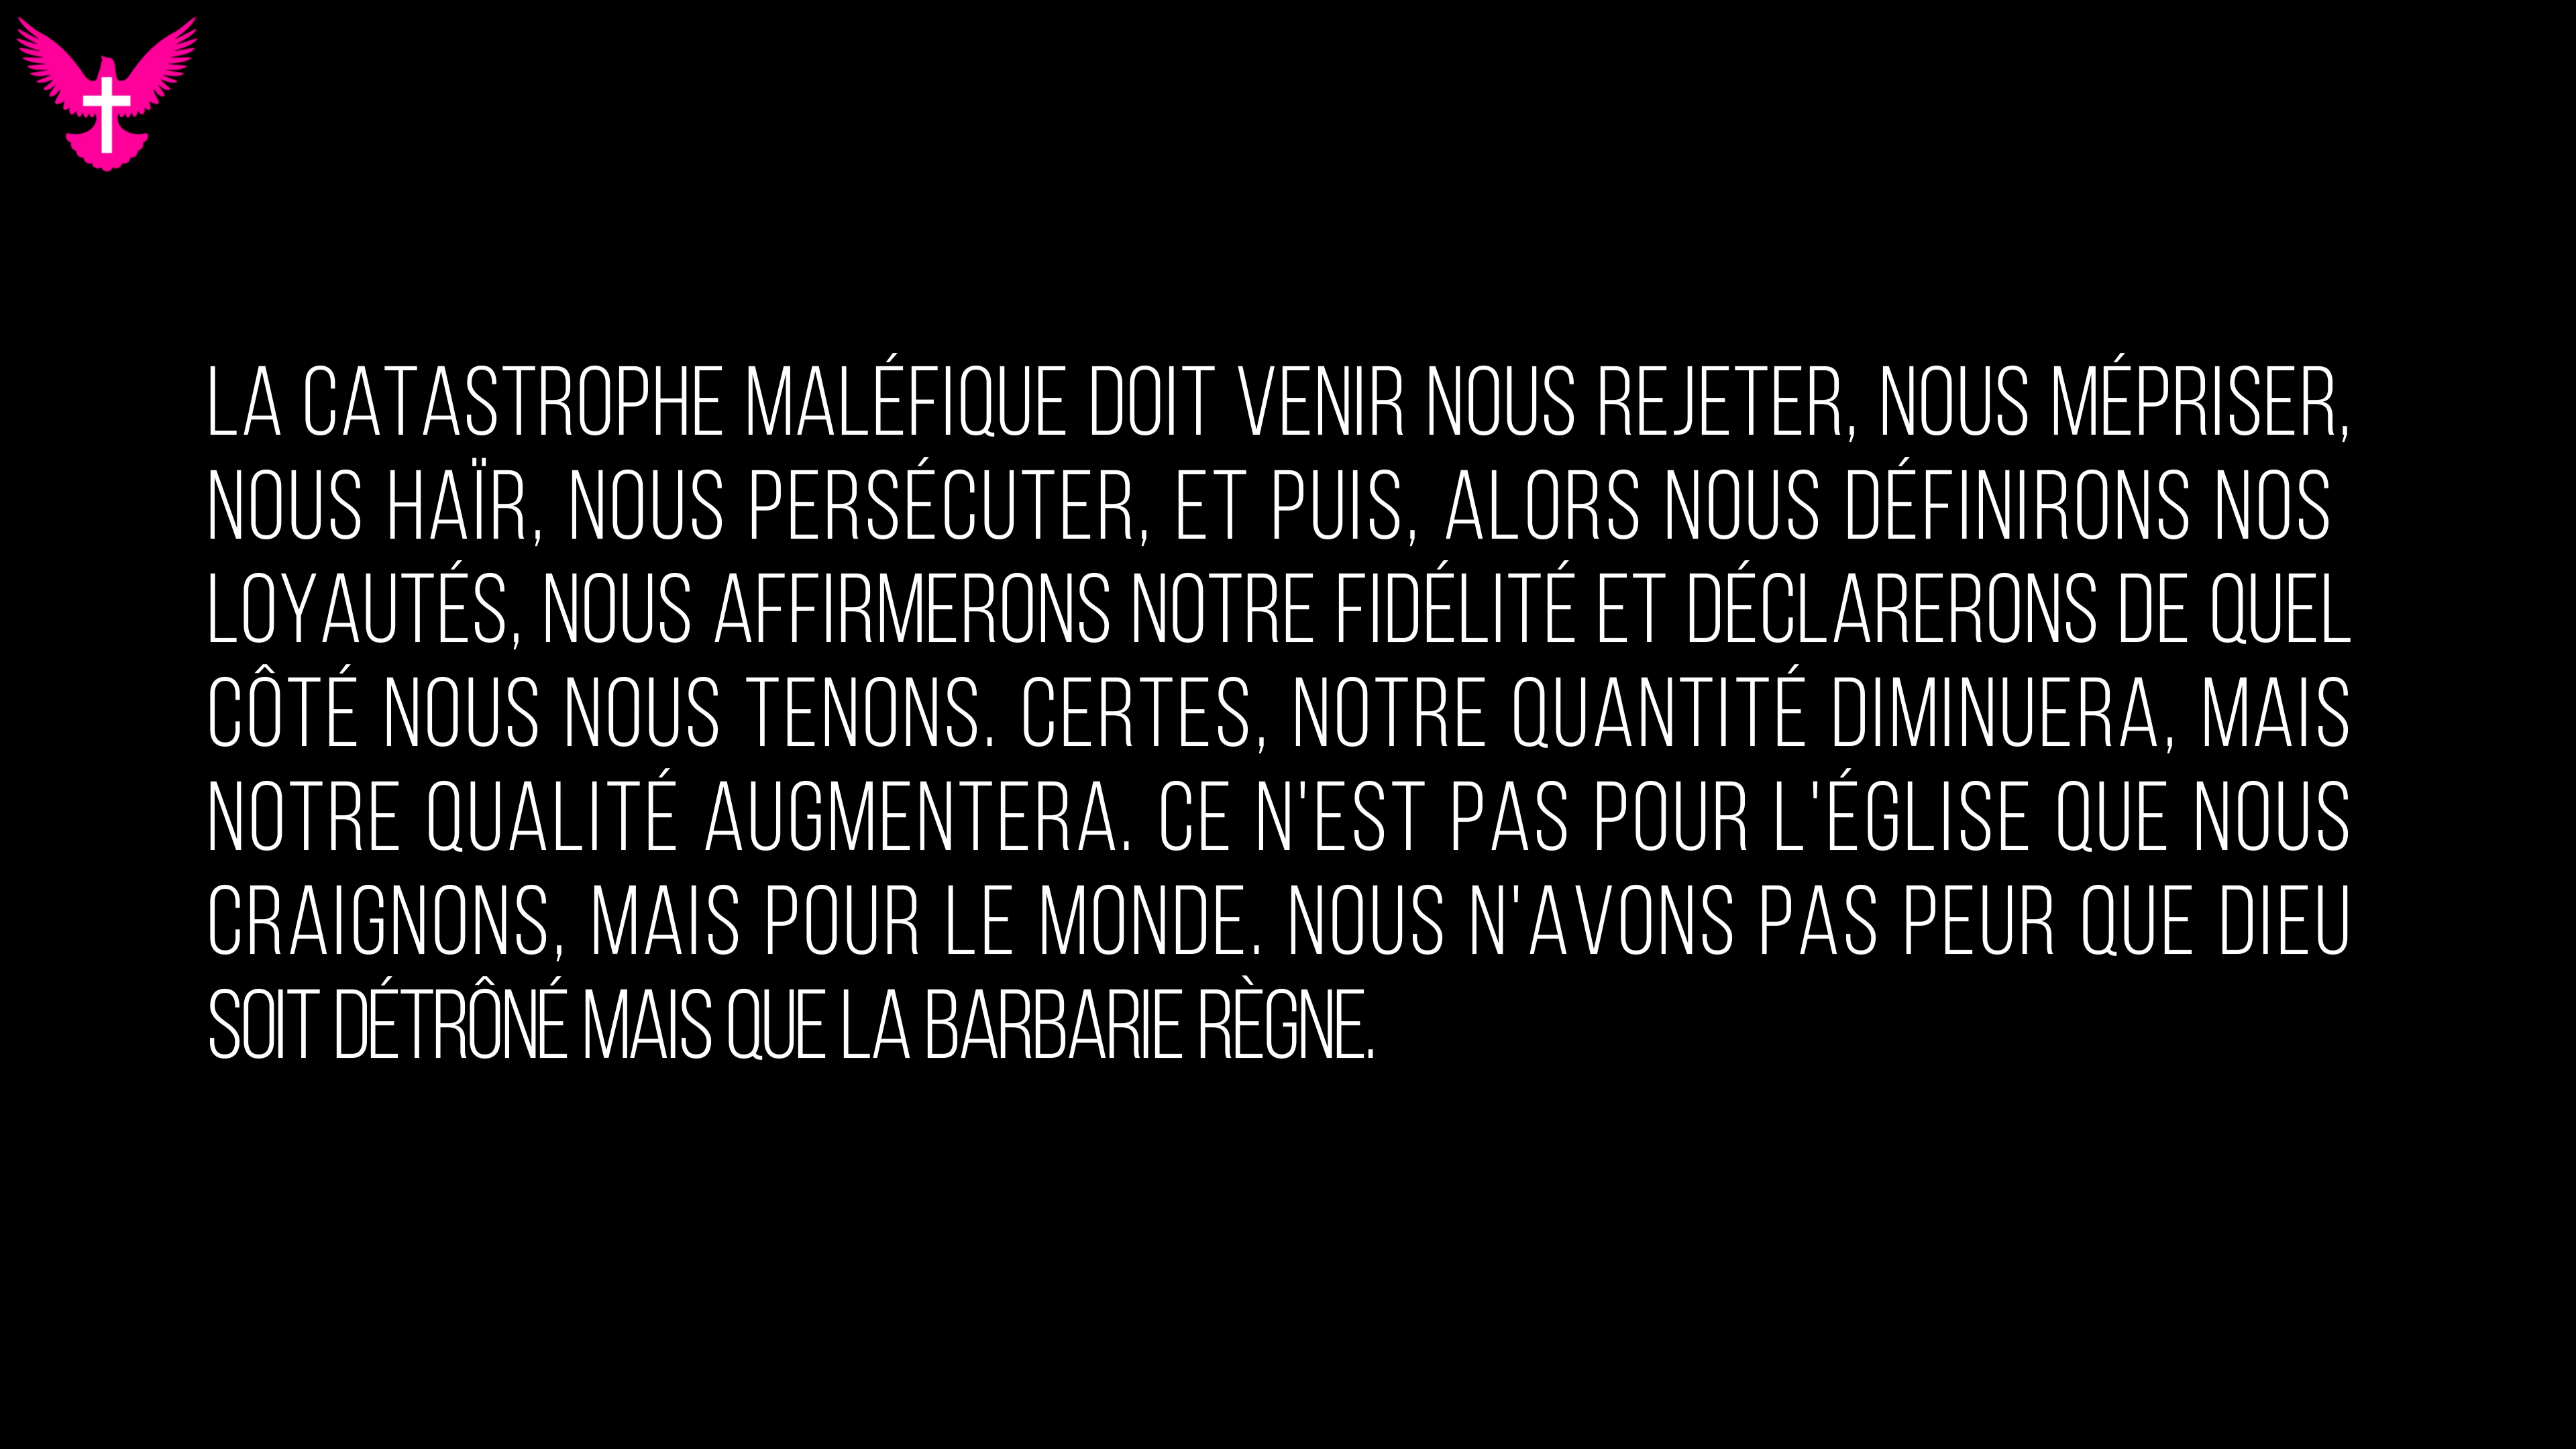 LA CATASTROPHE MALÉFIQUE DOIT VENIR NOUS REJETER, NOUS MÉPRISER,
NOUS HAÏR, NOUS PERSÉCUTER, ET PUIS, ALORS NOUS DÉFINIRONS NOS
LOYAUTÉS, NOUS AFFIRMERONS NOTRE FIDÉLITÉ ET DÉCLARERONS DE QUEL
CÔTÉ NOUS NOUS TENONS. CERTES, NOTRE QUANTITÉ DIMINUERA, MAIS
NOTRE QUALITÉ AUGMENTERA. CE N'EST PAS POUR L'ÉGLISE QUE NOUS
CRAIGNONS, MAIS POUR LE MONDE. NOUS N'AVONS PAS PEUR QUE DIEU
SOIT DÉTRÔNÉ MAIS QUE LA BARBARIE RÈGNE.